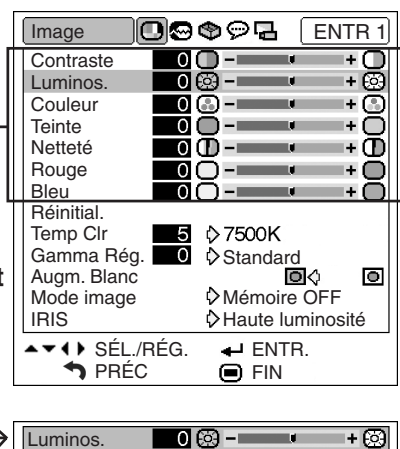 Image ENTR 1
Contraste 0 - +
Luminos. 0 - +
Couleur 0 - +
Teinte 0 - +
Netteté 0 - +
Rouge 0 - +
Bleu 0 - +
Réinitial.
Temp Clr 5 7500K
Gamma Rég. 0 Standard
Augm. Blanc
Mode image Mémoire OFF
IRIS Haute luminosité
SÉL./RÉG. ENTR.
PRÉC FIN
Luminos. 0 - +